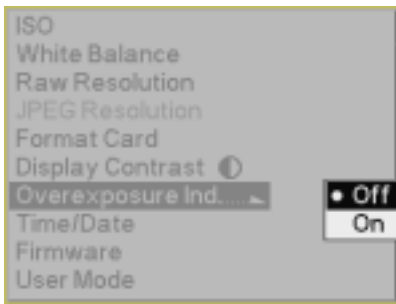 ISO
White Balance
Raw Resolution
JPEG Resolution
Format Card
Display Contrast
Overexposure Ind..... Off
Time/Date On
Firmware
User Mode